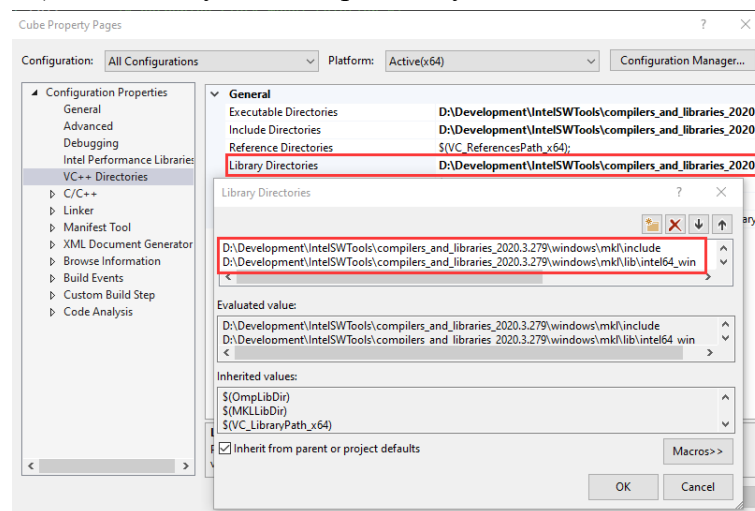 Cube Property Pages ? ×
Configuration: All Configurations Platform: Active(x64) Configuration Manager...
Configuration Properties
General
Advanced
Debugging
Intel Performance Libraries
VC++ Directories
C/C++
Linker
Manifest Tool
XML Document Generator
Browse Information
Build Events
Custom Build Step
Code Analysis
General
Executable Directories D:\Development\IntelSWTools\compilers_and_libraries_2020
Include Directories D:\Development\IntelSWTools\compilers_and_libraries_2020
Reference Directories $(VC_ReferencesPath_x64);
Library Directories D:\Development\IntelSWTools\compilers_and_libraries_2020
Library Directories ? ×
D:\Development\IntelSWTools\compilers_and_libraries_2020.3.279\windows\mkl\include
D:\Development\IntelSWTools\compilers_and_libraries_2020.3.279\windows\mkl\lib\intel64_win
Evaluated value:
D:\Development\IntelSWTools\compilers_and_libraries_2020.3.279\windows\mkl\include
D:\Development\IntelSWTools\compilers_and_libraries_2020.3.279\windows\mkl\lib\intel64_win
Inherited values:
$(OmpLibDir)
$(MKLLibDir)
$(VC_LibraryPath_x64)
Inherit from parent or project defaults
Macros>>
OK Cancel